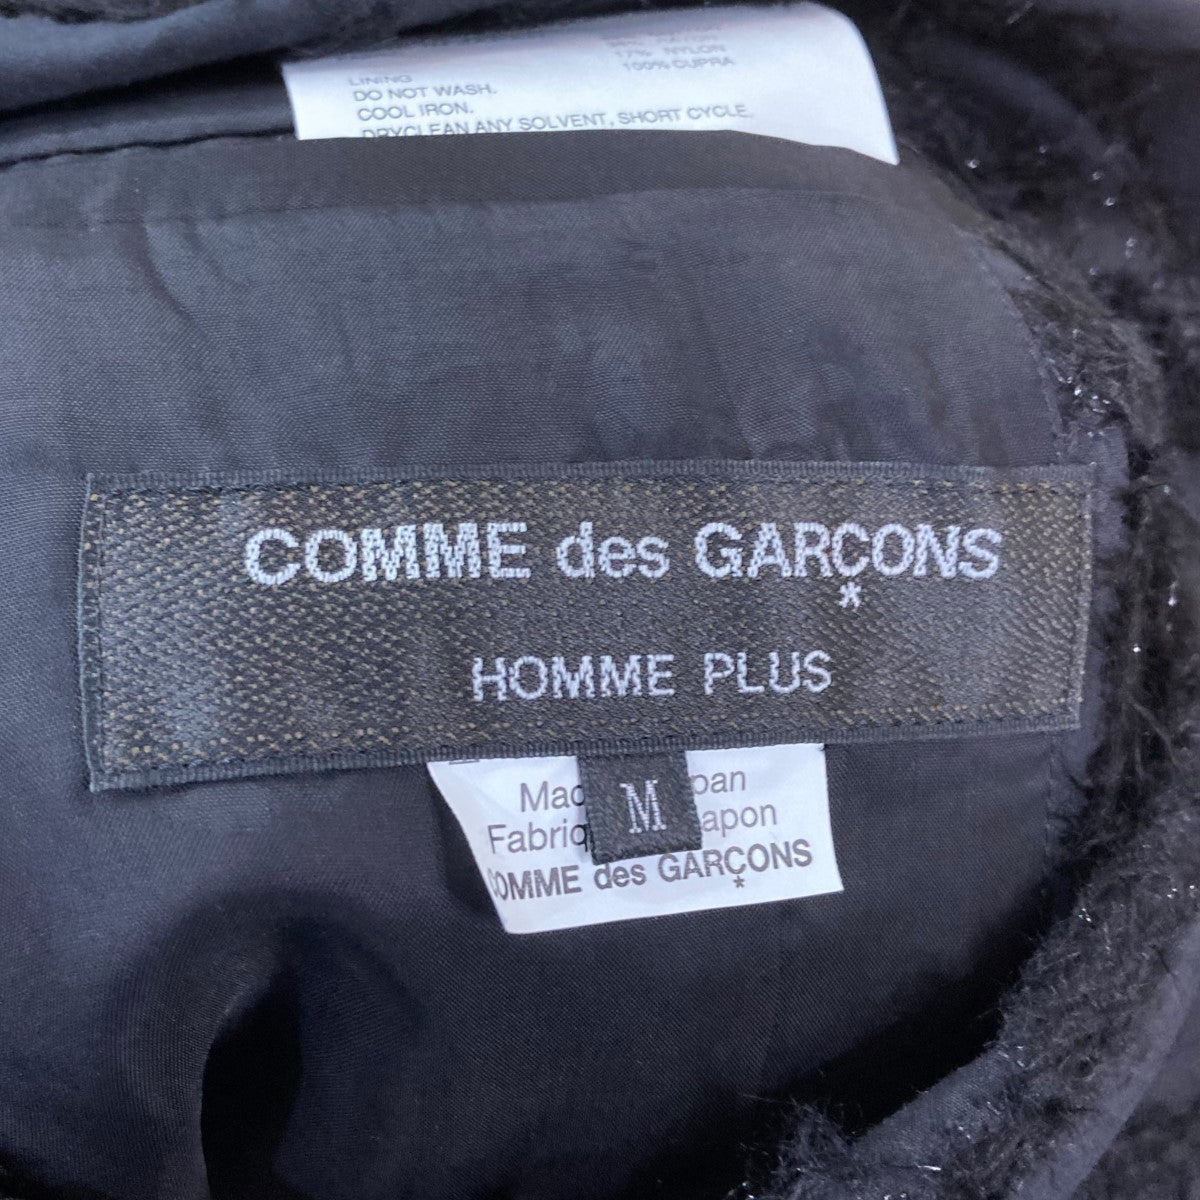 17% NYLON
LINING 100% CUPRA
DO NOT WASH.
COOL IRON.
DRYCLEAN ANY SOLVENT, SHORT CYCLE.
COMME des GARÇONS
*
HOMME PLUS
M
COMME des GARÇONS
*